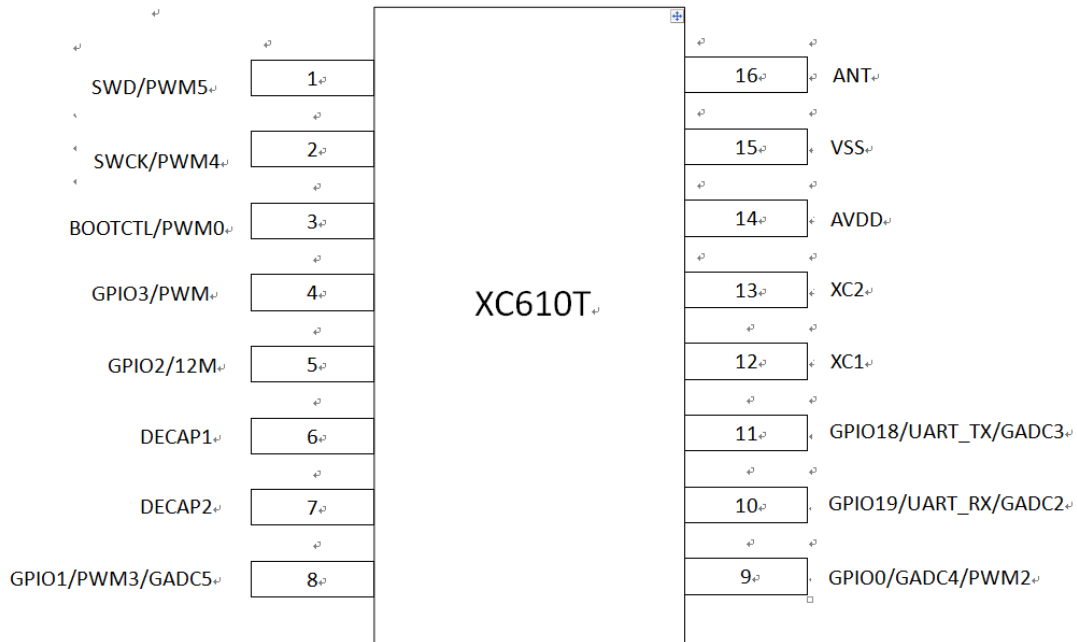 SWD/PWM5 1
16 ANT
SWCK/PWM4 2
15 VSS
BOOTCTL/PWM0 3
14 AVDD
GPIO3/PWM 4
13 XC2
XC610T
GPIO2/12M 5
12 XC1
DECAP1 6
11 GPIO18/UART_TX/GADC3
DECAP2 7
10 GPIO19/UART_RX/GADC2
GPIO1/PWM3/GADC5 8
9 GPIO0/GADC4/PWM2